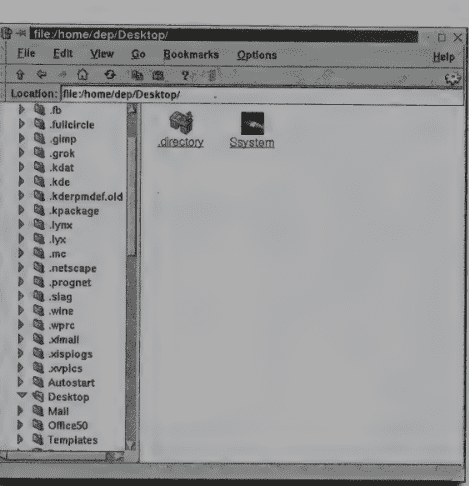 file:/home/dep/Desktop/
File Edit View Go Bookmarks Options Help
Location: file:/home/dep/Desktop/
.fb
.fullcircle
.gimp
.grok
.kdat
.kde
.kderpmdef.old
.kpackage
.lynx
.lyx
.mc
.netscape
.prognet
.slag
.wine
.wprc
.xfmail
.xisplogs
.xvpics
Autostart
Desktop
Mail
Office50
Templates
.directory
Ssystem